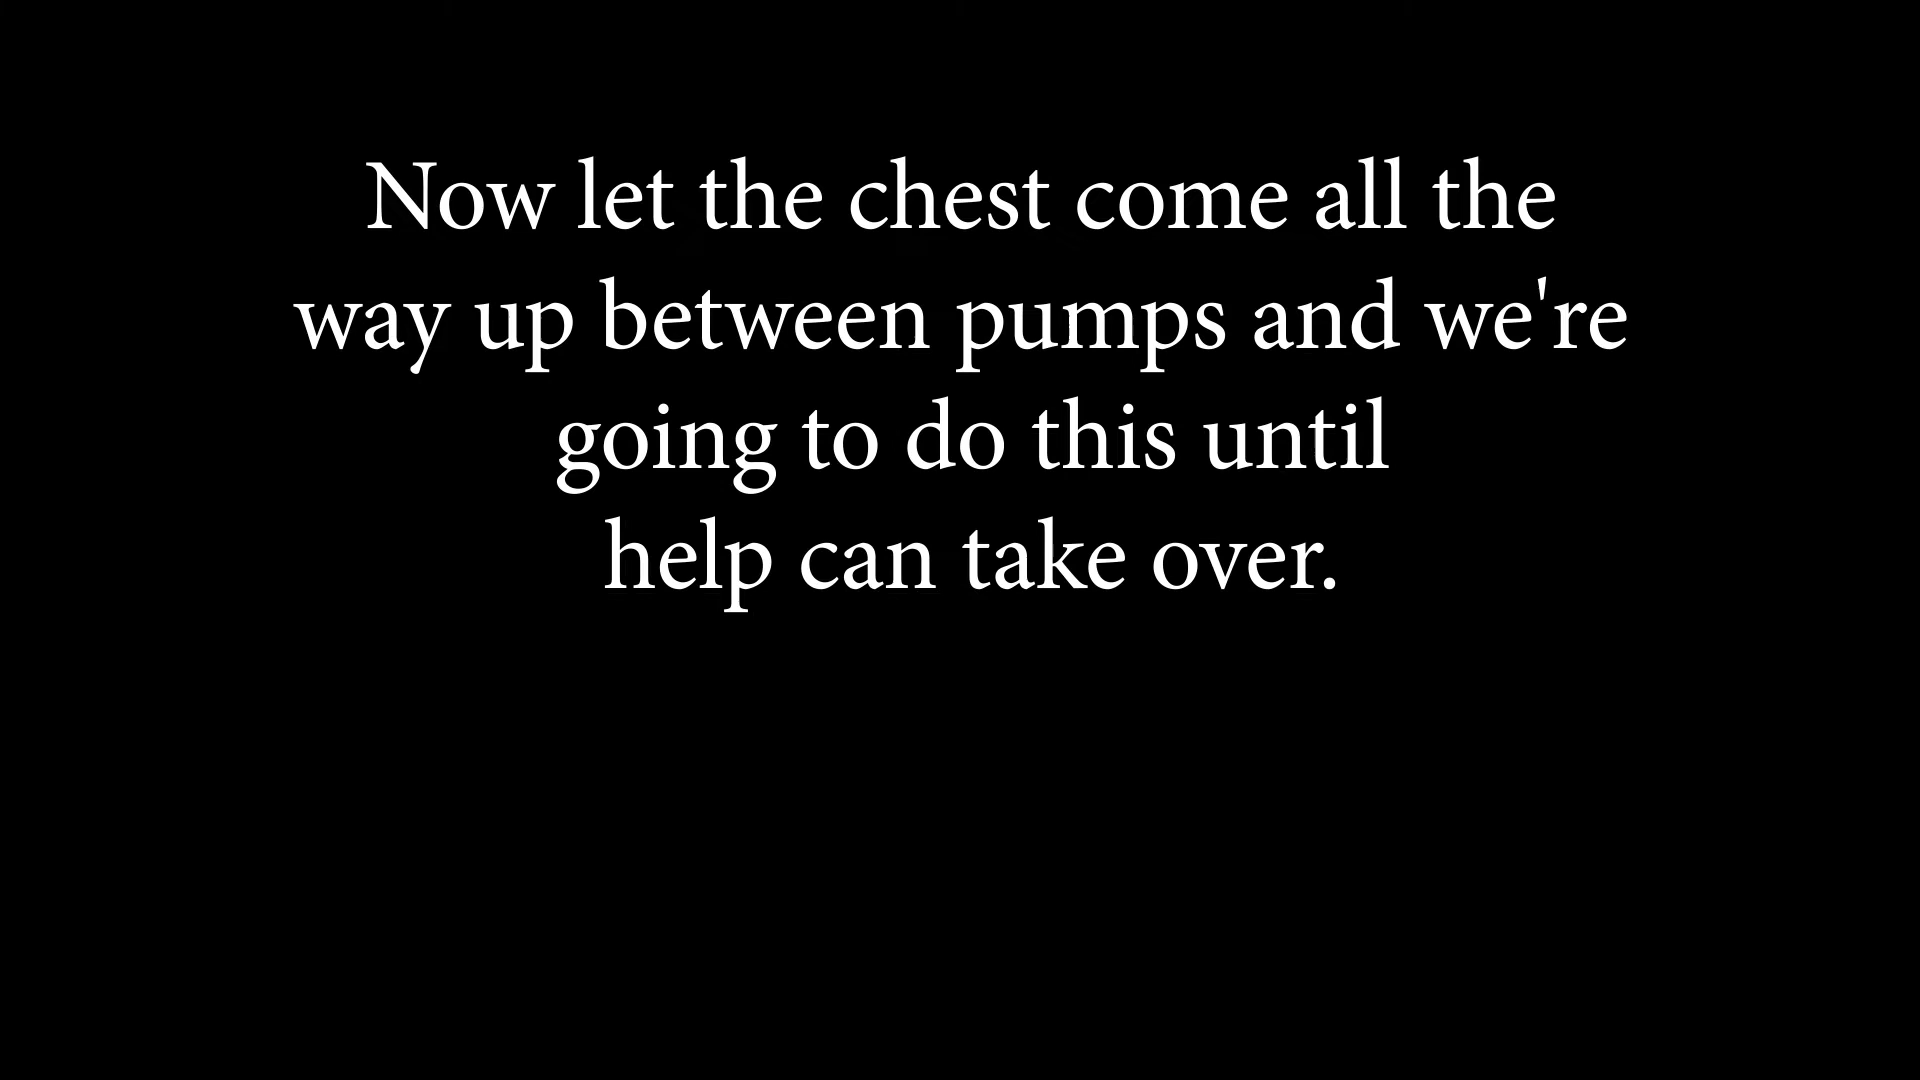 Now let the chest come all the
way up between pumps and we're
going to do this until
help can take over.